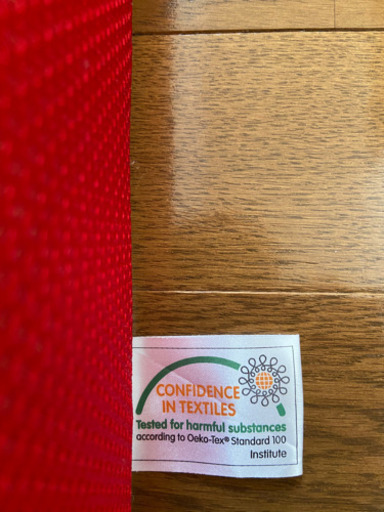 CONFIDENCE
IN TEXTILES
Tested for harmful substances
according to Oeko-Tex® Standard 100
Institute